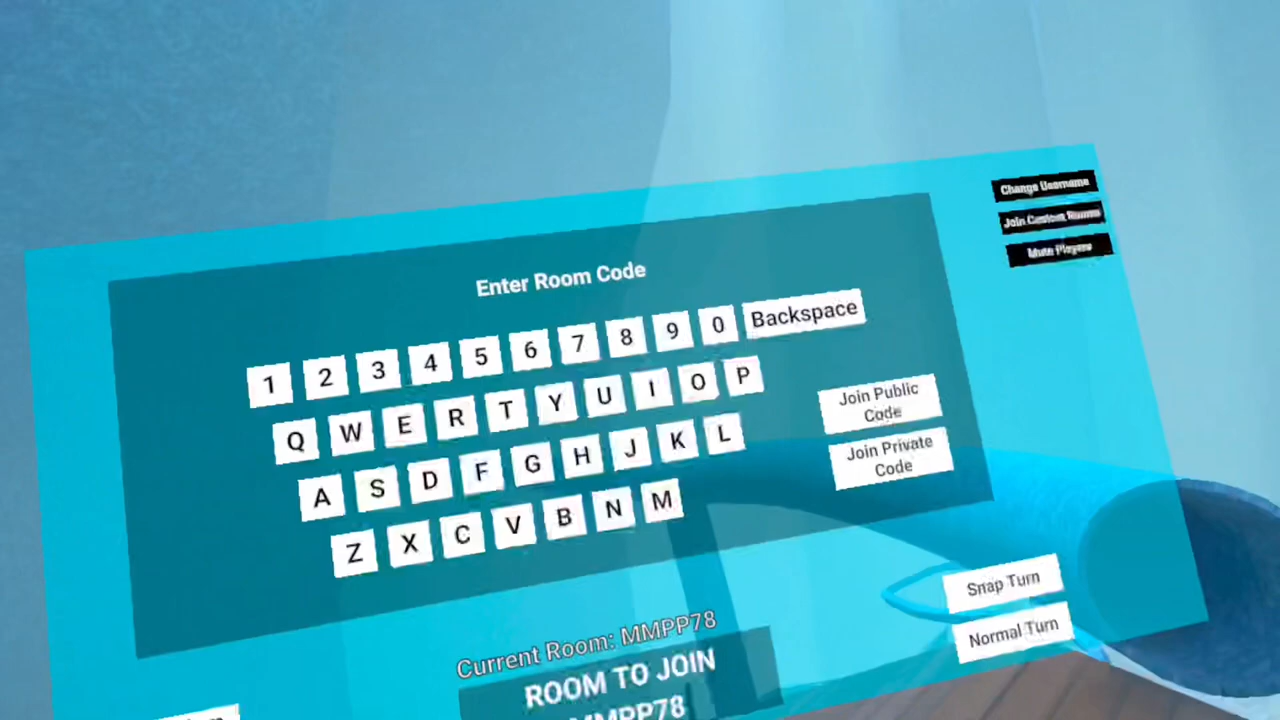 Change Username
Join Custom Rooms
Mute Players
Enter Room Code
1 2 3 4 5 6 7 8 9 0 Backspace
Q W E R T Y U I O P
A S D F G H J K L
Z X C V B N M
Join Public
Code
Join Private
Code
Snap Turn
Normal Turn
Current Room: MMPP78
ROOM TO JOIN
MMPP78